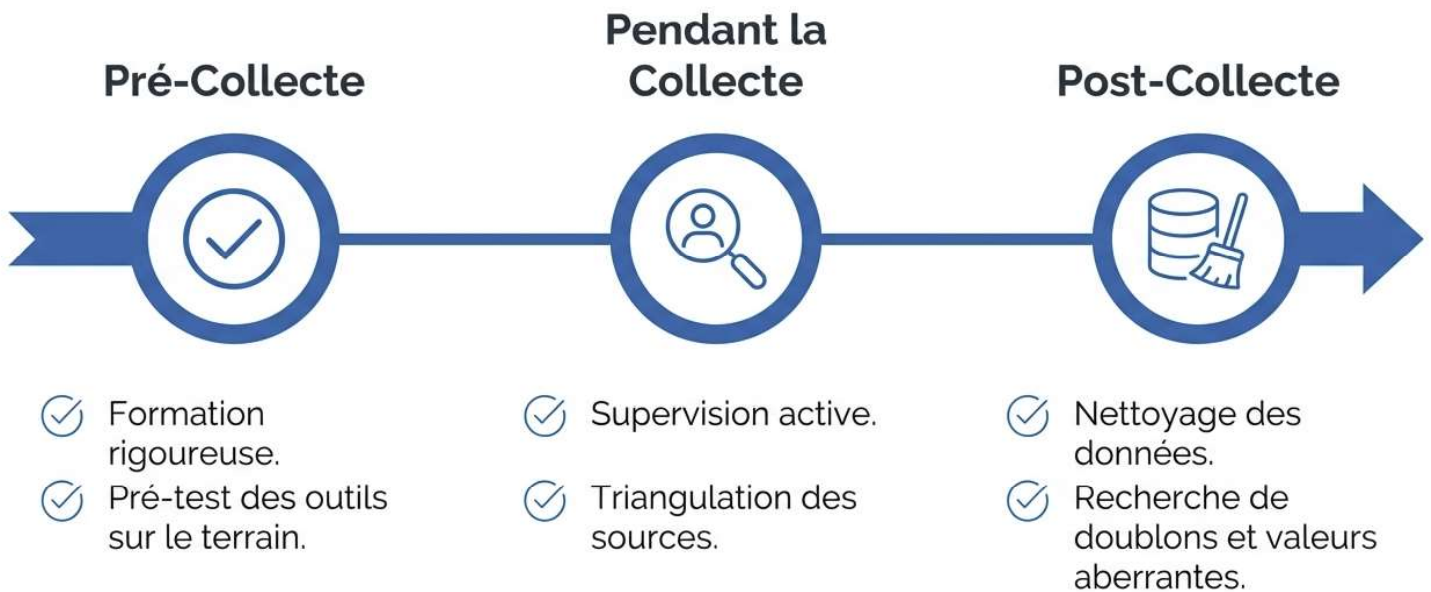 Pré-Collecte
Formation
rigoureuse.
Pré-test des outils
sur le terrain.
Pendant la
Collecte
Supervision active.
Triangulation des
sources.
Post-Collecte
Nettoyage des
données.
Recherche de
doublons et valeurs
aberrantes.